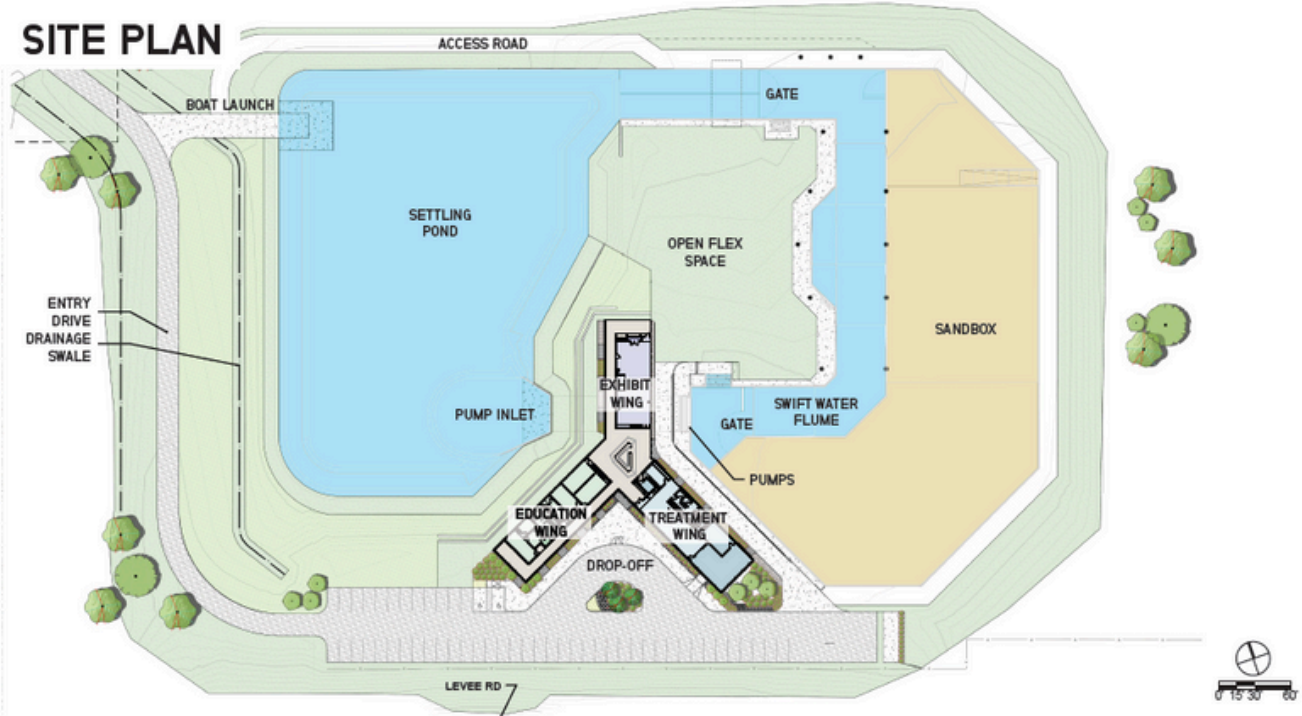 SITE PLAN
ACCESS ROAD
BOAT LAUNCH
GATE
SETTLING
POND
OPEN FLEX
SPACE
ENTRY
DRIVE
DRAINAGE
SWALE
SANDBOX
EXHIBIT
WING
PUMP INLET
GATE
SWIFT WATER
FLUME
PUMPS
EDUCATION
WING
TREATMENT
WING
DROP-OFF
LEVEE RD
0' 15' 30' 60'